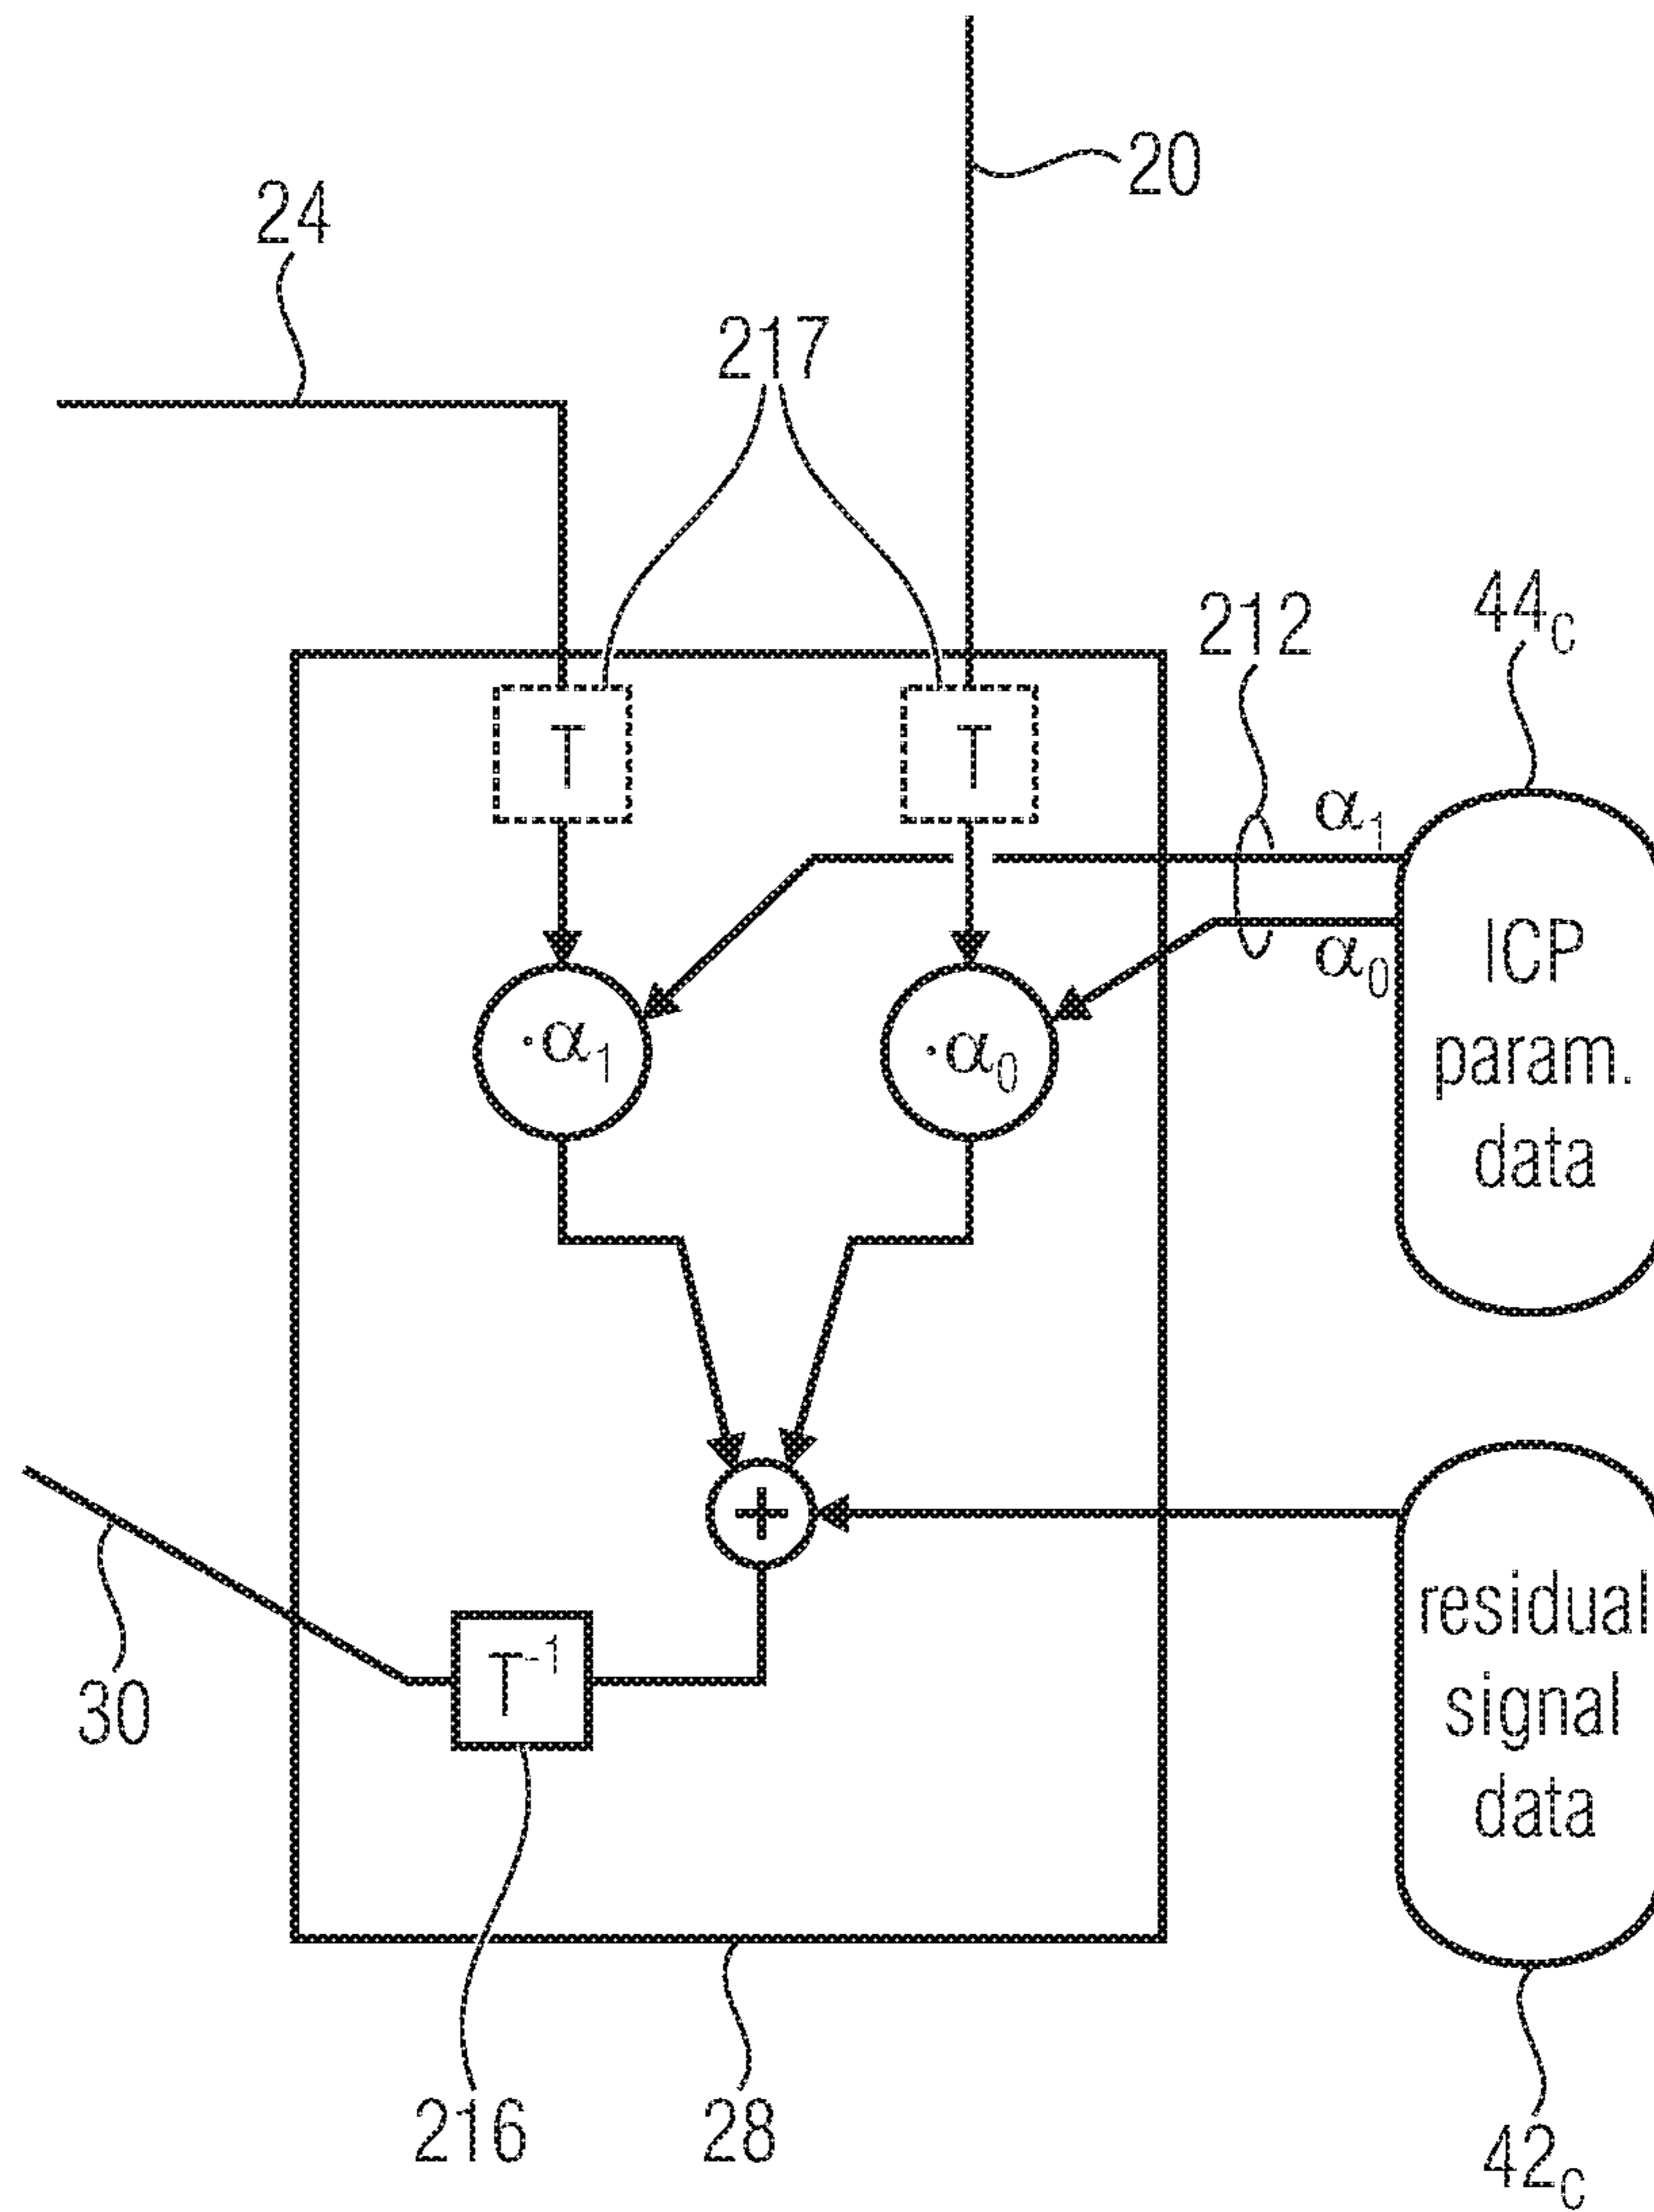 20
24
217
44c
212
T
T
α1
α0
ICP
param.
data
·α1
·α0
+
residual
signal
data
T-1
30
216
28
42c